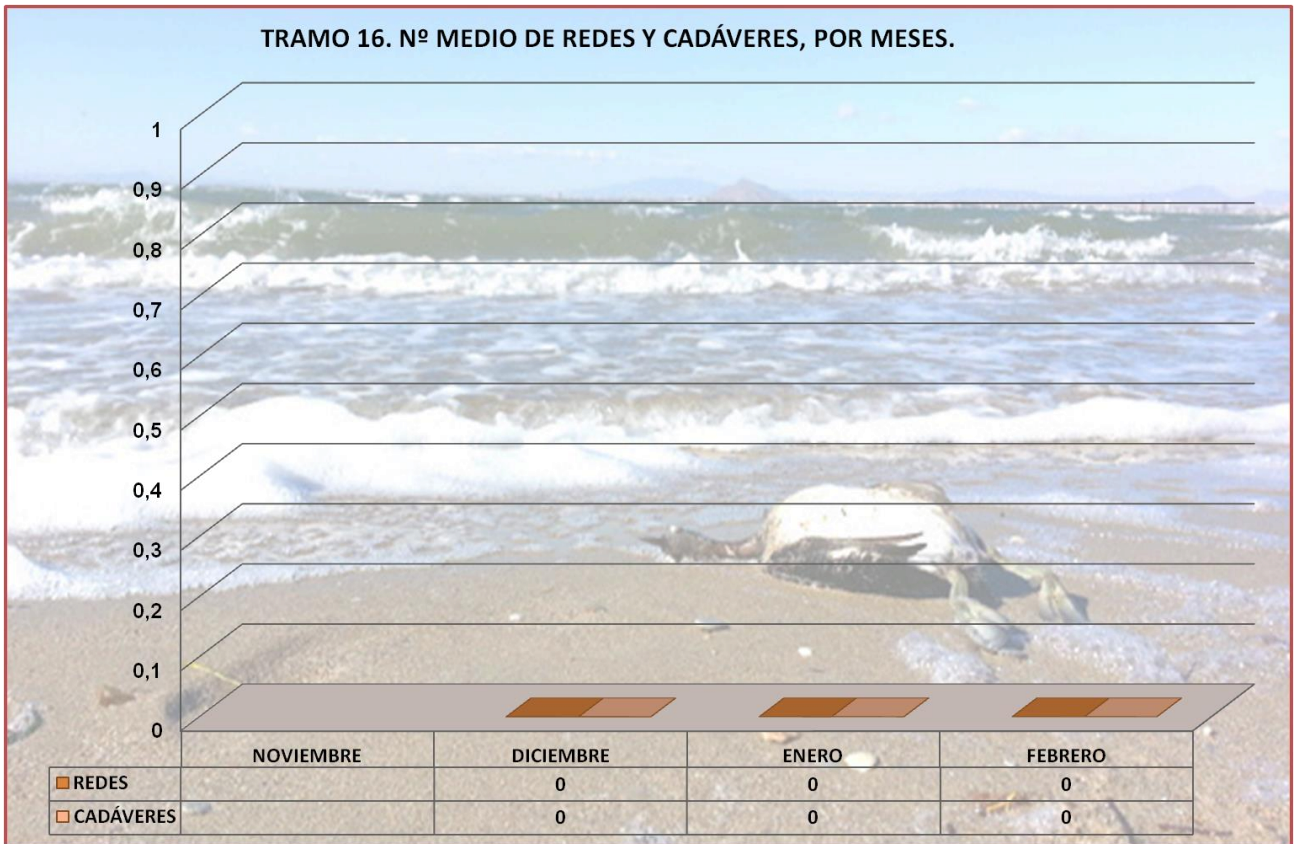 TRAMO 16. Nº MEDIO DE REDES Y CADÁVERES, POR MESES.
1
0,9
0,8
0,7
0,6
0,5
0,4
0,3
0,2
0,1
0
NOVIEMBRE DICIEMBRE ENERO FEBRERO
REDES 0 0 0
CADÁVERES 0 0 0